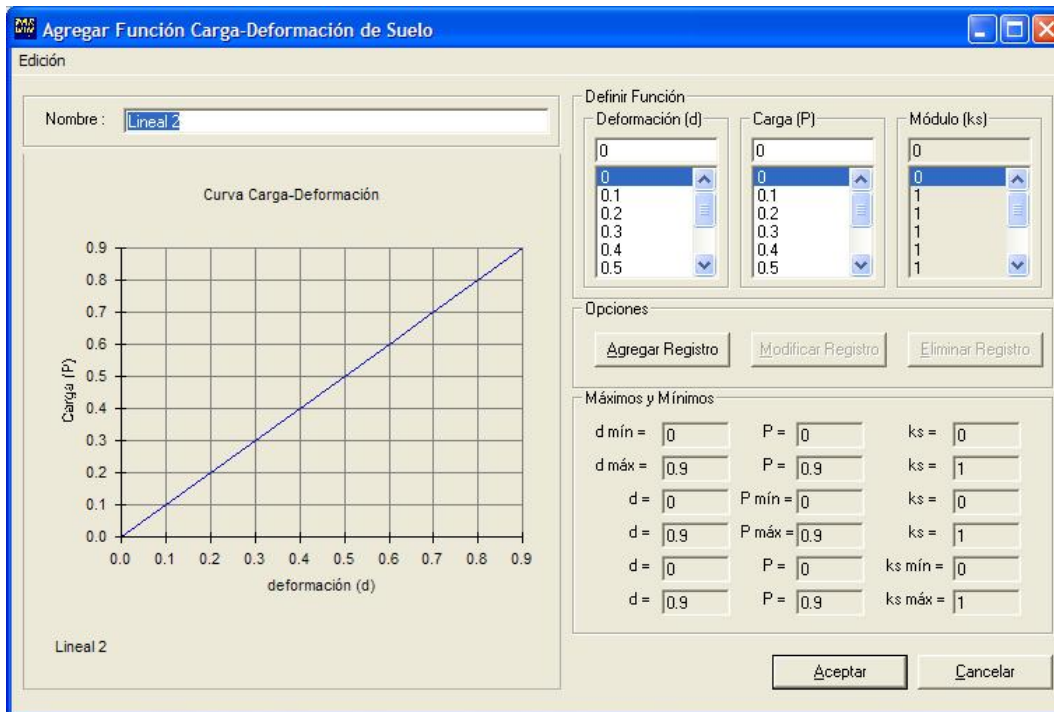 Agregar Función Carga-Deformación de Suelo
Edición
Nombre : Lineal 2
Curva Carga-Deformación
0.9
0.8
0.7
0.6
0.5
0.4
0.3
0.2
0.1
0.0
Carga (P)
0.0 0.1 0.2 0.3 0.4 0.5 0.6 0.7 0.8 0.9
deformación (d)
Lineal 2
Definir Función
Deformación (d) Carga (P) Módulo (ks)
0 0 0
0 0 0
0.1 0.1 1
0.2 0.2 1
0.3 0.3 1
0.4 0.4 1
0.5 0.5 1
Opciones
Agregar Registro Modificar Registro Eliminar Registro
Máximos y Mínimos
d mín = 0 P = 0 ks = 0
d máx = 0.9 P = 0.9 ks = 1
d = 0 P mín = 0 ks = 0
d = 0.9 P máx = 0.9 ks = 1
d = 0 P = 0 ks mín = 0
d = 0.9 P = 0.9 ks máx = 1
Aceptar Cancelar